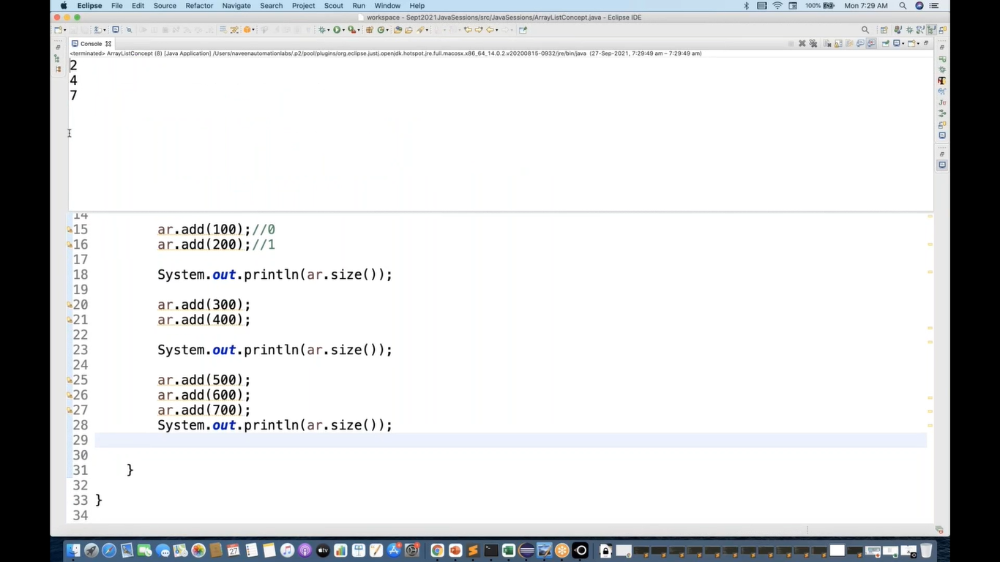 Eclipse File Edit Source Refactor Navigate Search Project Scout Run Window Help 100% Mon 7:29 AM
workspace - Sept2021JavaSessions/src/JavaSessions/ArrayListConcept.java - Eclipse IDE
Console
<terminated> ArrayListConcept (8) [Java Application] /Users/naveenautomationlabs/.p2/pool/plugins/org.eclipse.justj.openjdk.hotspot.jre.full.macosx.x86_64_14.0.2.v20200815-0932/jre/bin/java (27-Sep-2021, 7:29:49 am – 7:29:49 am)
2
4
7
14
15 ar.add(100);//0
16 ar.add(200);//1
17
18 System.out.println(ar.size());
19
20 ar.add(300);
21 ar.add(400);
22
23 System.out.println(ar.size());
24
25 ar.add(500);
26 ar.add(600);
27 ar.add(700);
28 System.out.println(ar.size());
29
30
31 }
32
33 }
34